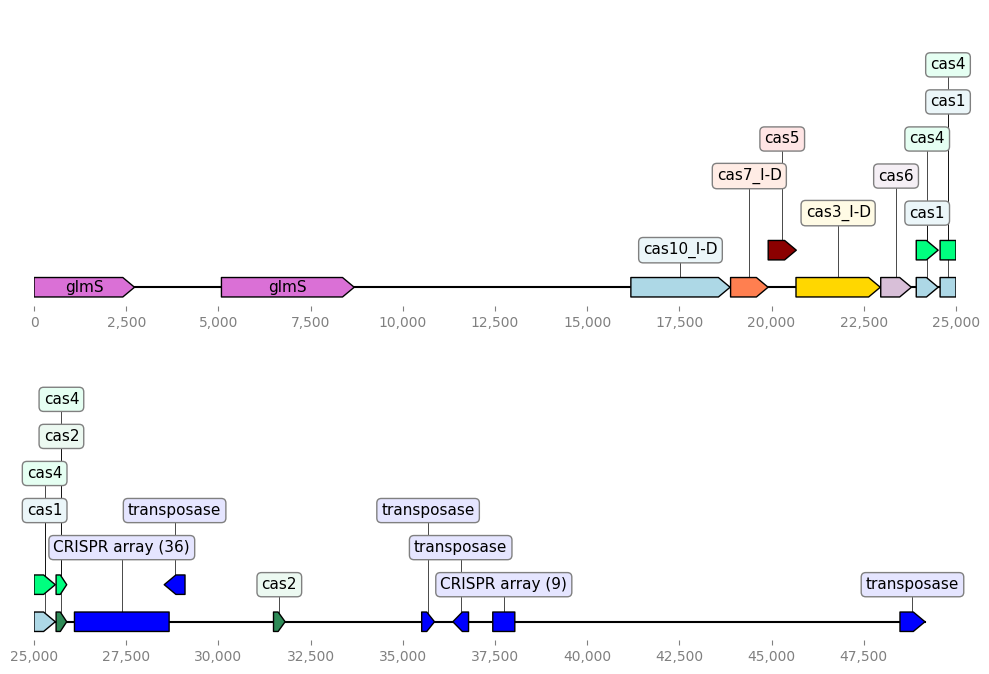 cas4
cas1
cas5 cas4
cas7_I-D cas6
cas3_I-D cas1
cas10_I-D
glmS glmS
0 2,500 5,000 7,500 10,000 12,500 15,000 17,500 20,000 22,500 25,000
cas4
cas2
cas4
cas1 transposase transposase
CRISPR array (36) transposase
cas2 CRISPR array (9) transposase
25,000 27,500 30,000 32,500 35,000 37,500 40,000 42,500 45,000 47,500